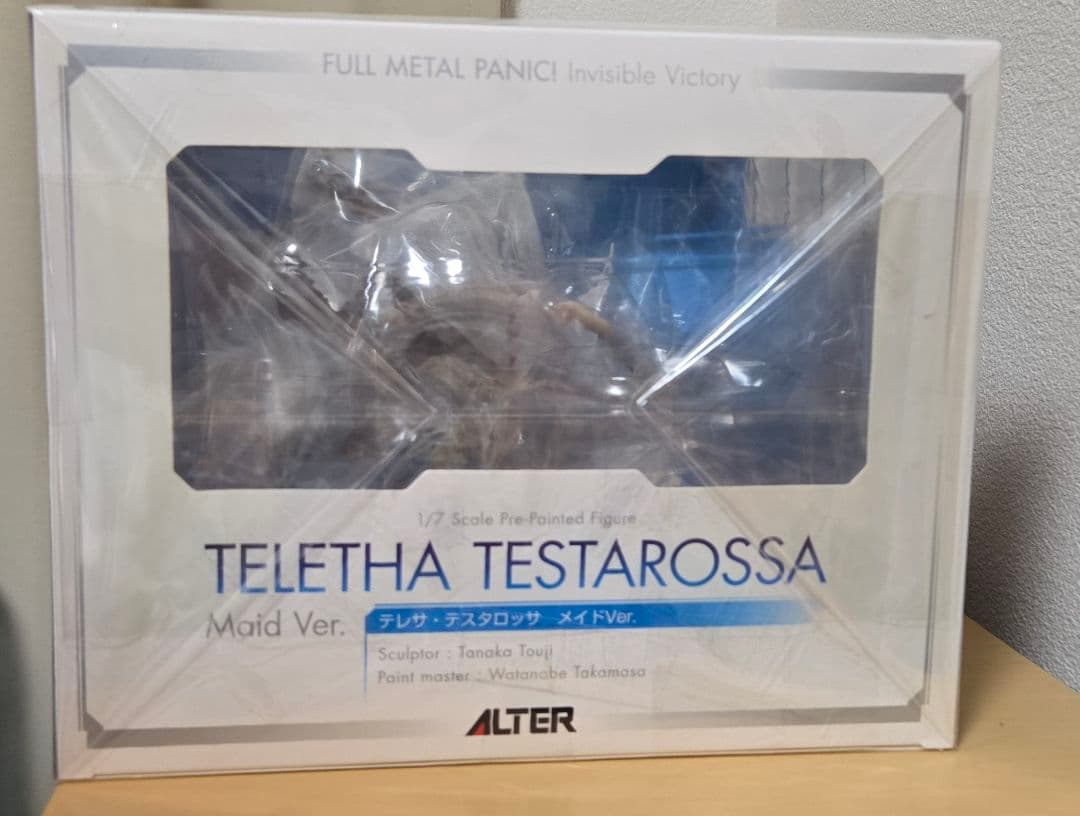 FULL METAL PANIC! Invisible Victory
1/7 Scale Pre-Painted Figure
TELETHA TESTAROSSA
Maid Ver.
テレサ・テスタロッサ メイドVer.
Sculptor : Tanaka Touji
Paint master : Watanabe Takamasa
ALTER